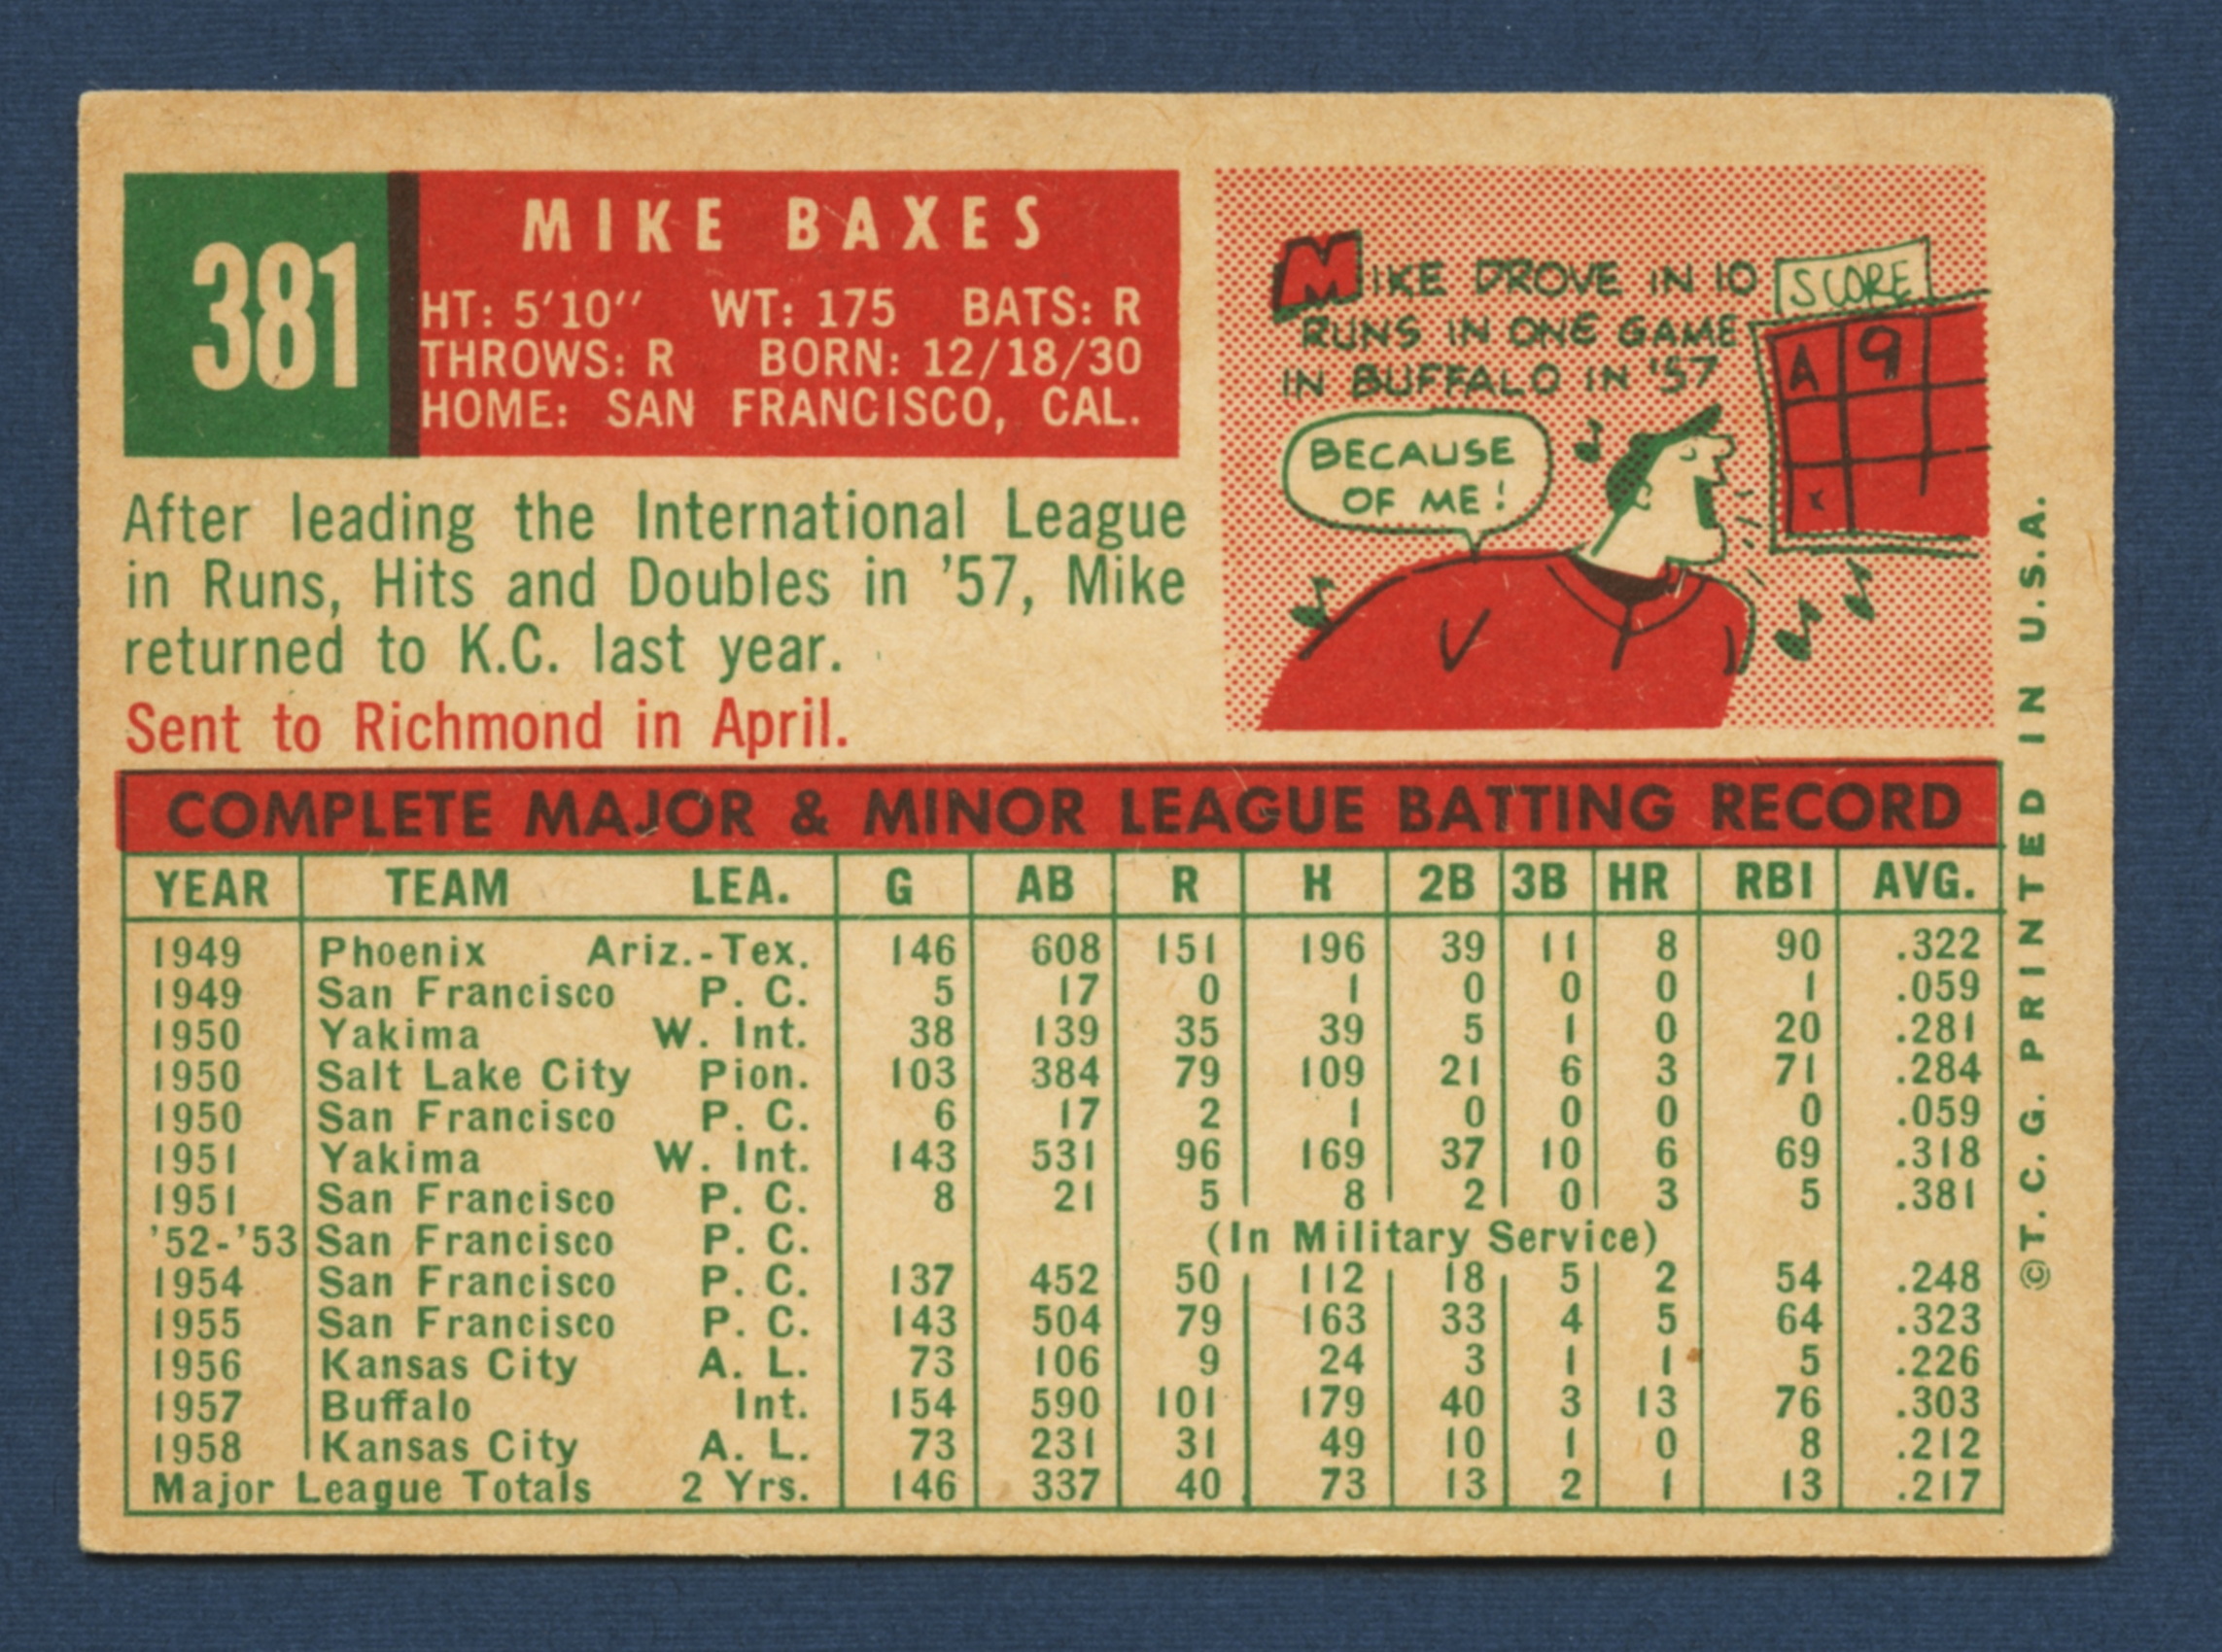 381
MIKE BAXES
HT: 5'10" WT: 175 BATS: R
THROWS: R BORN: 12/18/30
HOME: SAN FRANCISCO, CAL.
MIKE DROVE IN 10
RUNS IN ONE GAME
IN BUFFALO IN '57
SCORE
A 9
x
BECAUSE
OF ME!
After leading the International League
in Runs, Hits and Doubles in '57, Mike
returned to K.C. last year.
Sent to Richmond in April.
COMPLETE MAJOR & MINOR LEAGUE BATTING RECORD
YEAR TEAM LEA. G AB R H 2B 3B HR RBI AVG.
1949 Phoenix Ariz.-Tex. 146 608 151 196 39 11 8 90 .322
1949 San Francisco P. C. 5 17 0 1 0 0 0 1 .059
1950 Yakima W. Int. 38 139 35 39 5 1 0 20 .281
1950 Salt Lake City Pion. 103 384 79 109 21 6 3 71 .284
1950 San Francisco P. C. 6 17 2 1 0 0 0 0 .059
1951 Yakima W. Int. 143 531 96 169 37 10 6 69 .318
1951 San Francisco P. C. 8 21 5 8 2 0 3 5 .381
'52-'53 San Francisco P. C. (In Military Service)
1954 San Francisco P. C. 137 452 50 112 18 5 2 54 .248
1955 San Francisco P. C. 143 504 79 163 33 4 5 64 .323
1956 Kansas City A. L. 73 106 9 24 3 1 1 5 .226
1957 Buffalo Int. 154 590 101 179 40 3 13 76 .303
1958 Kansas City A. L. 73 231 31 49 10 1 0 8 .212
Major League Totals 2 Yrs. 146 337 40 73 13 2 1 13 .217
©T. C. G. PRINTED IN U.S.A.